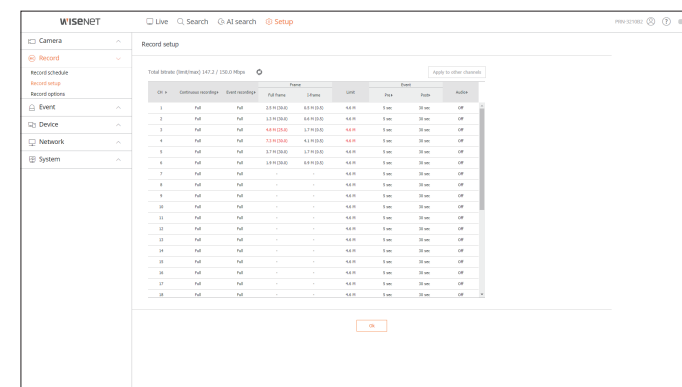 WISENET
Live Search AI search Setup
Camera
Record
Record schedule
Record setup
Record options
Event
Device
Network
System
Record setup
Total bitrate (limit/max) 147.2 / 150.0 Mbps
Apply to other channels
CH Continuous recording Event recording Frame Limit Event Audio
Full frame I-frame Pre Post
1 Full Full 2.5 M (30.0) 0.5 M (0.5) 9.6 M 5 sec 30 sec Off
2 Full Full 1.3 M (30.0) 0.6 M (0.5) 9.6 M 5 sec 30 sec Off
3 Full Full 4.8 M (25.0) 1.7 M (0.5) 9.6 M 5 sec 30 sec Off
4 Full Full 7.3 M (30.0) 4.1 M (0.5) 9.6 M 5 sec 30 sec Off
5 Full Full 3.7 M (30.0) 1.7 M (0.5) 9.6 M 5 sec 30 sec Off
6 Full Full 1.9 M (30.0) 0.9 M (0.5) 9.6 M 5 sec 30 sec Off
7 Full Full - - 9.6 M 5 sec 30 sec Off
8 Full Full - - 9.6 M 5 sec 30 sec Off
9 Full Full - - 9.6 M 5 sec 30 sec Off
10 Full Full - - 9.6 M 5 sec 30 sec Off
11 Full Full - - 9.6 M 5 sec 30 sec Off
12 Full Full - - 9.6 M 5 sec 30 sec Off
13 Full Full - - 9.6 M 5 sec 30 sec Off
14 Full Full - - 9.6 M 5 sec 30 sec Off
15 Full Full - - 9.6 M 5 sec 30 sec Off
16 Full Full - - 9.6 M 5 sec 30 sec Off
17 Full Full - - 9.6 M 5 sec 30 sec Off
18 Full Full - - 9.6 M 5 sec 30 sec Off
Ok